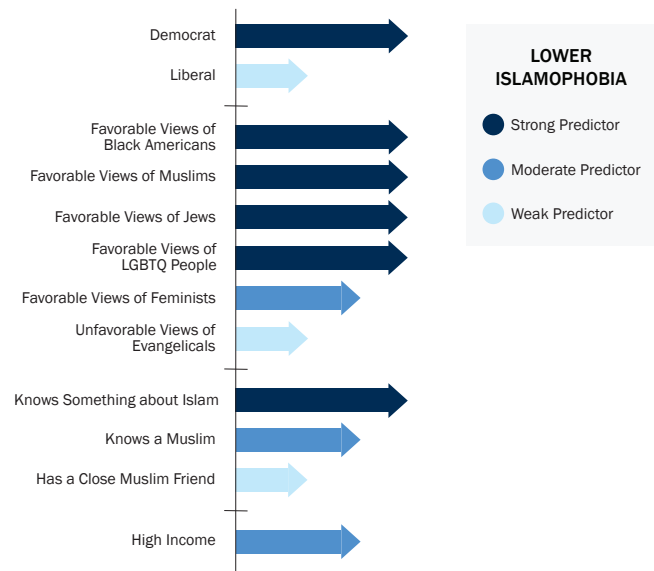 Democrat
Liberal
Favorable Views of
Black Americans
Favorable Views of Muslims
Favorable Views of Jews
Favorable Views of
LGBTQ People
Favorable Views of Feminists
Unfavorable Views of
Evangelicals
Knows Something about Islam
Knows a Muslim
Has a Close Muslim Friend
High Income
LOWER
ISLAMOPHOBIA
Strong Predictor
Moderate Predictor
Weak Predictor